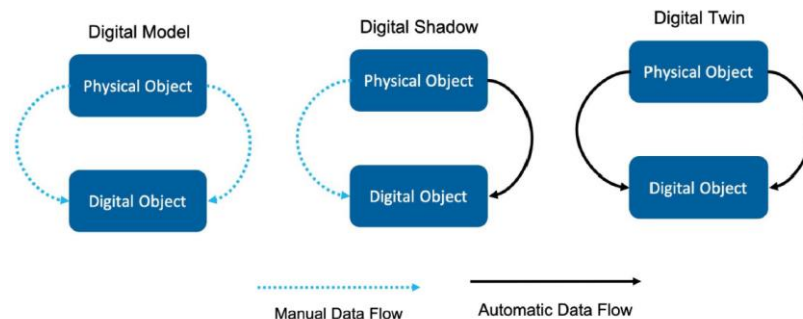 Digital Model
Digital Shadow
Digital Twin
Physical Object
Physical Object
Physical Object
Digital Object
Digital Object
Digital Object
Manual Data Flow
Automatic Data Flow